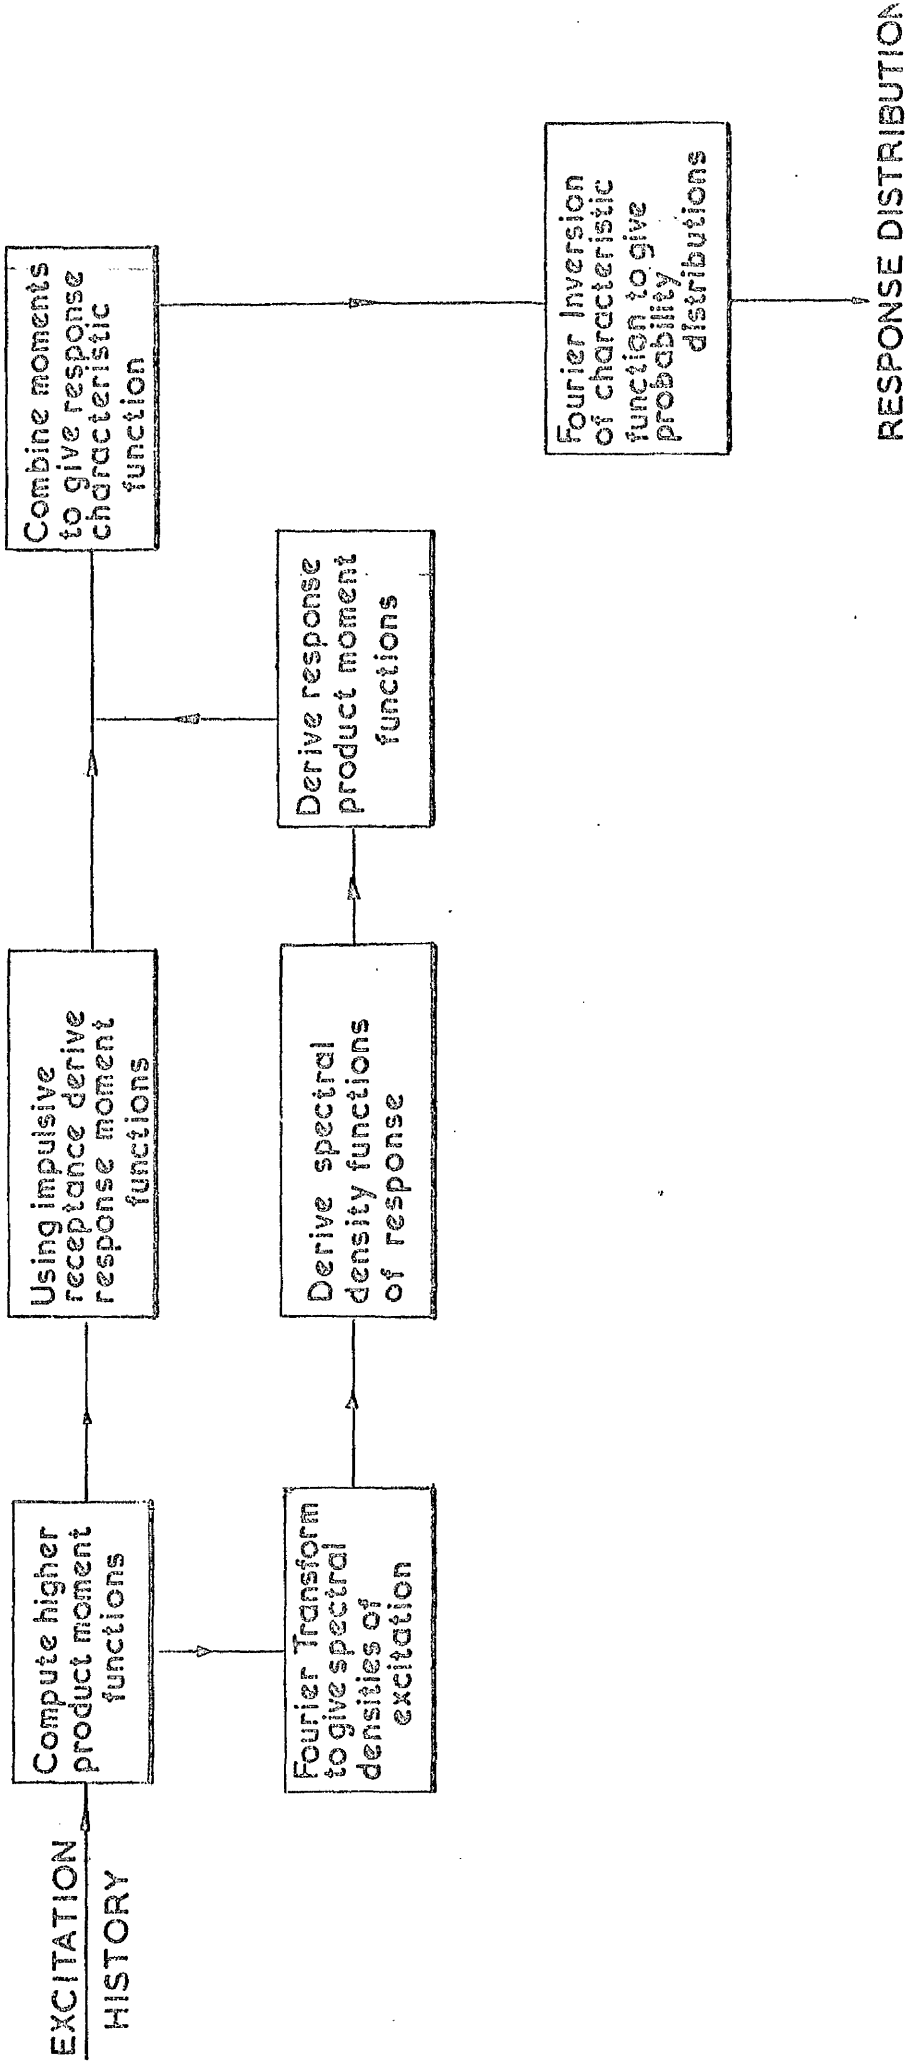 EXCITATION
HISTORY
Compute higher
product moment
functions
Using impulsive
receptance derive
response moment
functions
Combine moments
to give response
characteristic
function
Fourier Transform
to give spectral
densities of
excitation
Derive spectral
density functions
of response
Derive response
product moment
functions
Fourier Inversion
of characteristic
function to give
probability
distributions
RESPONSE DISTRIBUTION